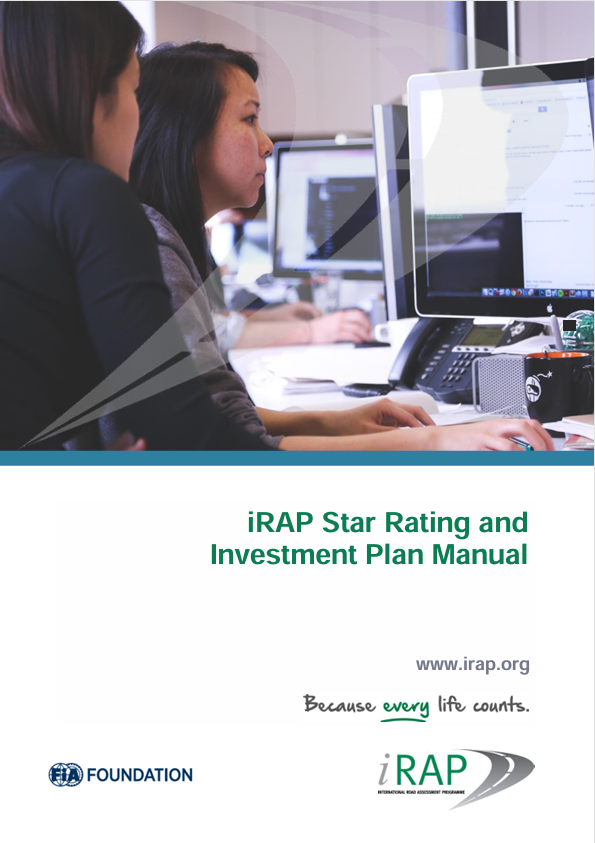 iRAP Star Rating and
Investment Plan Manual
www.irap.org
Because every life counts.
FiA FOUNDATION
iRAP
INTERNATIONAL ROAD ASSESSMENT PROGRAMME